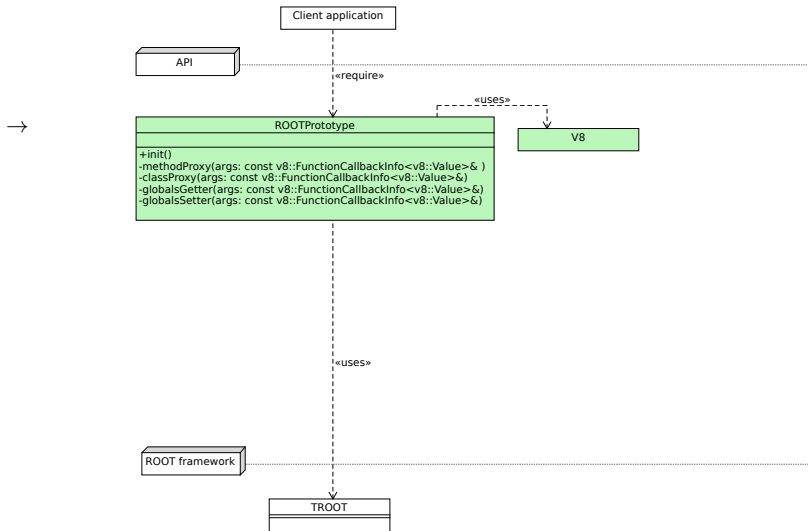 Client application
API
«require»
«uses»
→
ROOTPrototype
V8
+init()
-methodProxy(args: const v8::FunctionCallbackInfo<v8::Value>& )
-classProxy(args: const v8::FunctionCallbackInfo<v8::Value>&)
-globalsGetter(args: const v8::FunctionCallbackInfo<v8::Value>&)
-globalsSetter(args: const v8::FunctionCallbackInfo<v8::Value>&)
«uses»
ROOT framework
TROOT